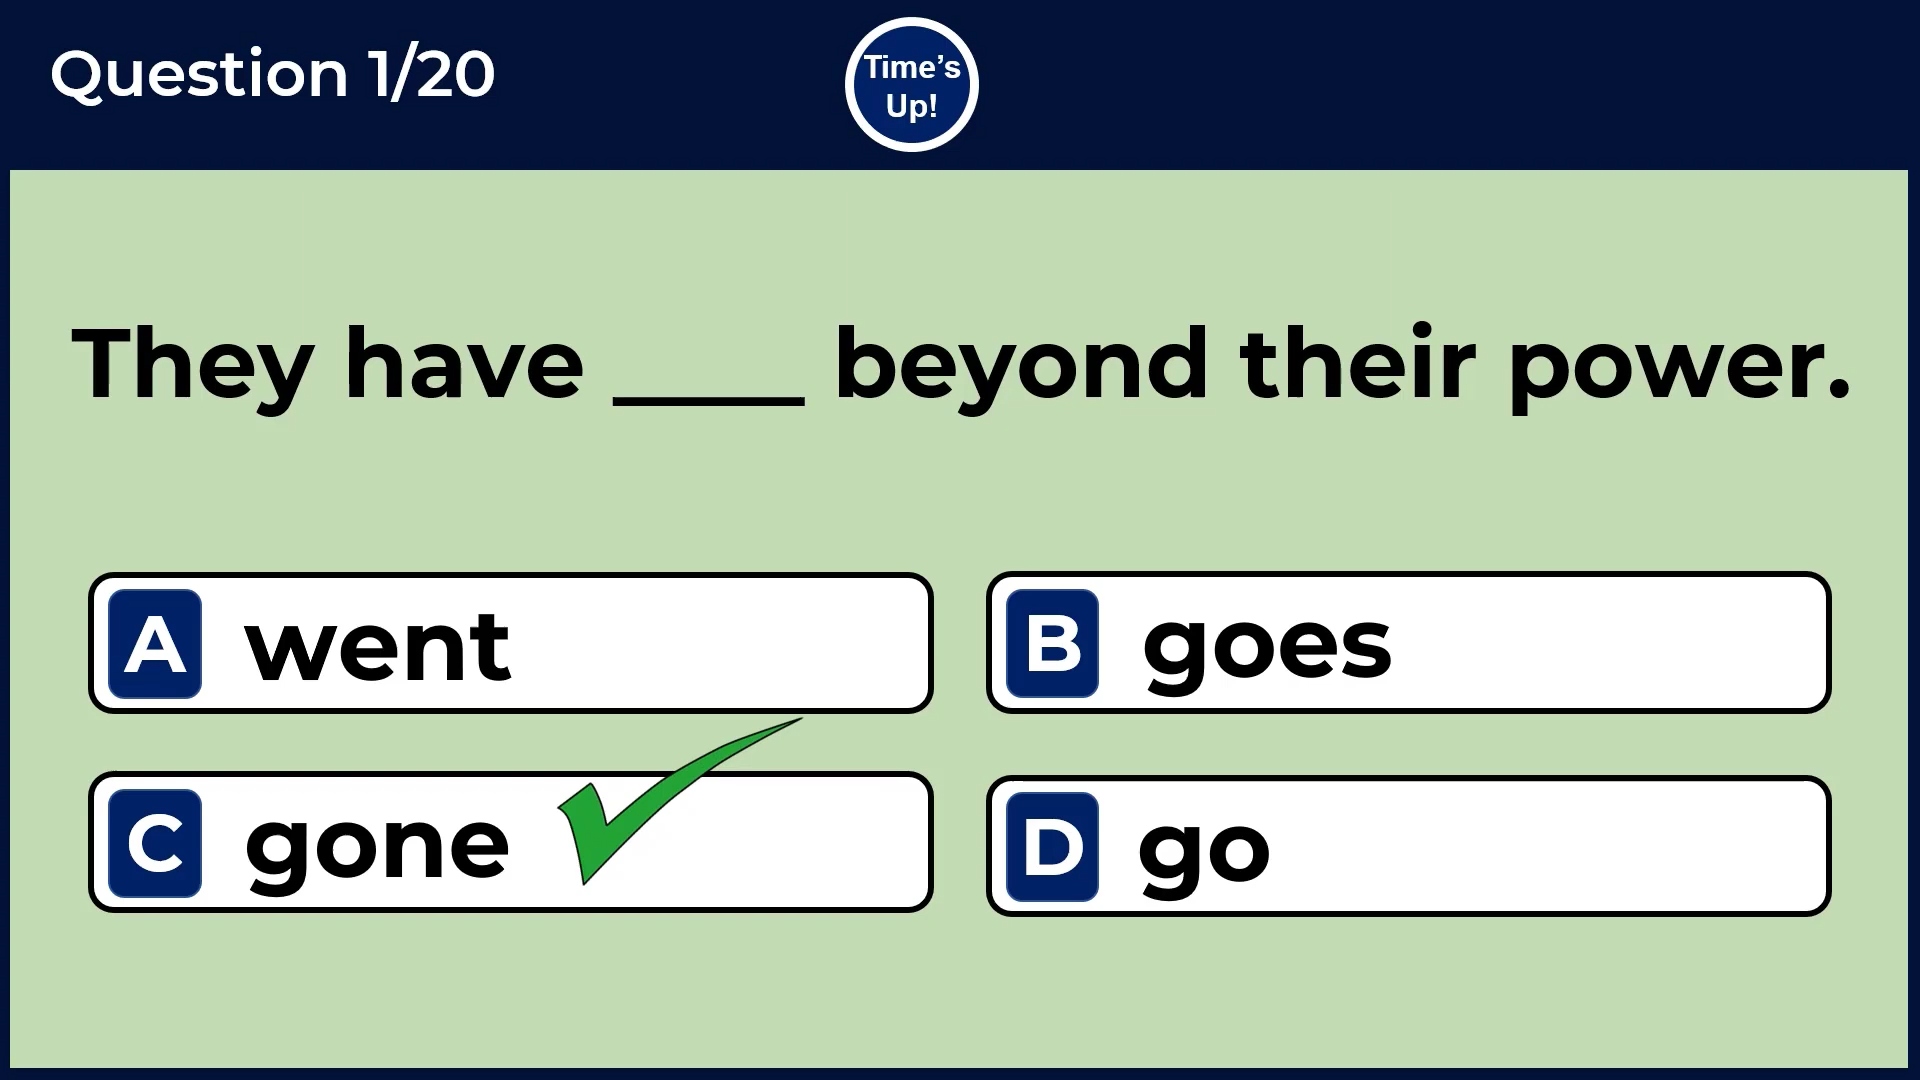 Question 1/20
Time’s
Up!
They have ____ beyond their power.
A went
B goes
C gone
D go